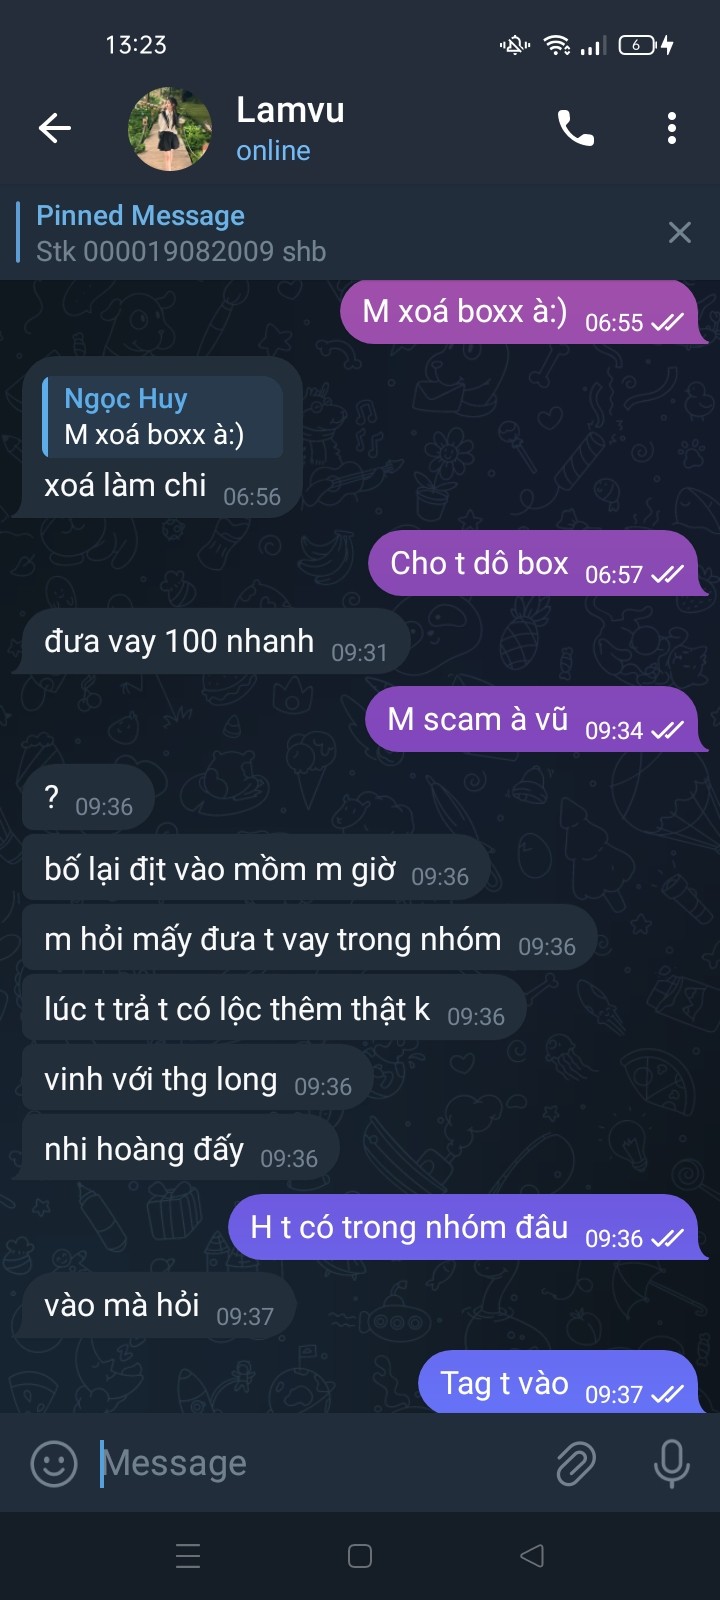 13:23
6
Lamvu
online
Pinned Message
Stk 000019082009 shb
M xoá boxx à:) 06:55
Ngọc Huy
M xoá boxx à:)
xoá làm chi 06:56
Cho t dô box 06:57
đưa vay 100 nhanh 09:31
M scam à vũ 09:34
? 09:36
bố lại địt vào mồm m giờ 09:36
m hỏi mấy đưa t vay trong nhóm 09:36
lúc t trả t có lộc thêm thật k 09:36
vinh với thg long 09:36
nhi hoàng đấy 09:36
H t có trong nhóm đâu 09:36
vào mà hỏi 09:37
Tag t vào 09:37
Message